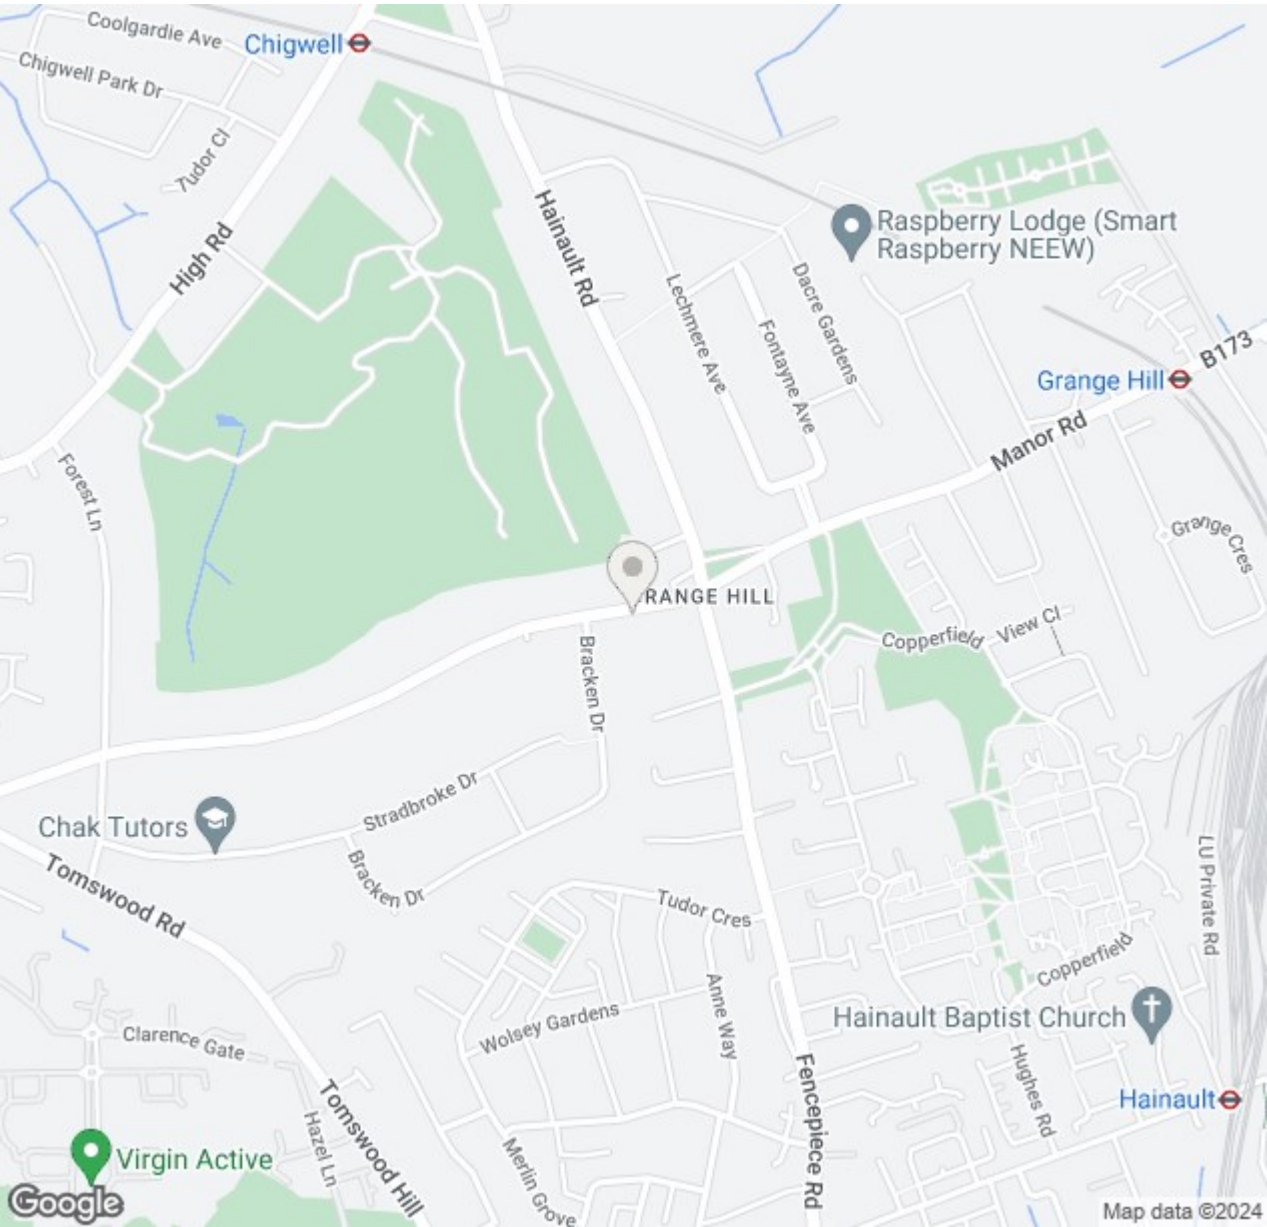 Coolgardie Ave
Chigwell
Chigwell Park Dr
Tudor Cl
High Rd
Hainault Rd
Raspberry Lodge (Smart
Raspberry NEEW)
Lechmere Ave
Dacre Gardens
Fontayne Ave
B173
Grange Hill
Manor Rd
Forest Ln
Grange Cres
RANGE HILL
Copperfield
View Cl
Bracken Dr
Stradbroke Dr
Chak Tutors
Bracken Dr
Tomswood Rd
LU Private Rd
Tudor Cres
Copperfield
Anne Way
Wolsey Gardens
Hainault Baptist Church
Clarence Gate
Hughes Rd
Fencepiece Rd
Tomswood Hill
Hazel Ln
Hainault
Merlin Grove
Virgin Active
Google
Map data ©2024